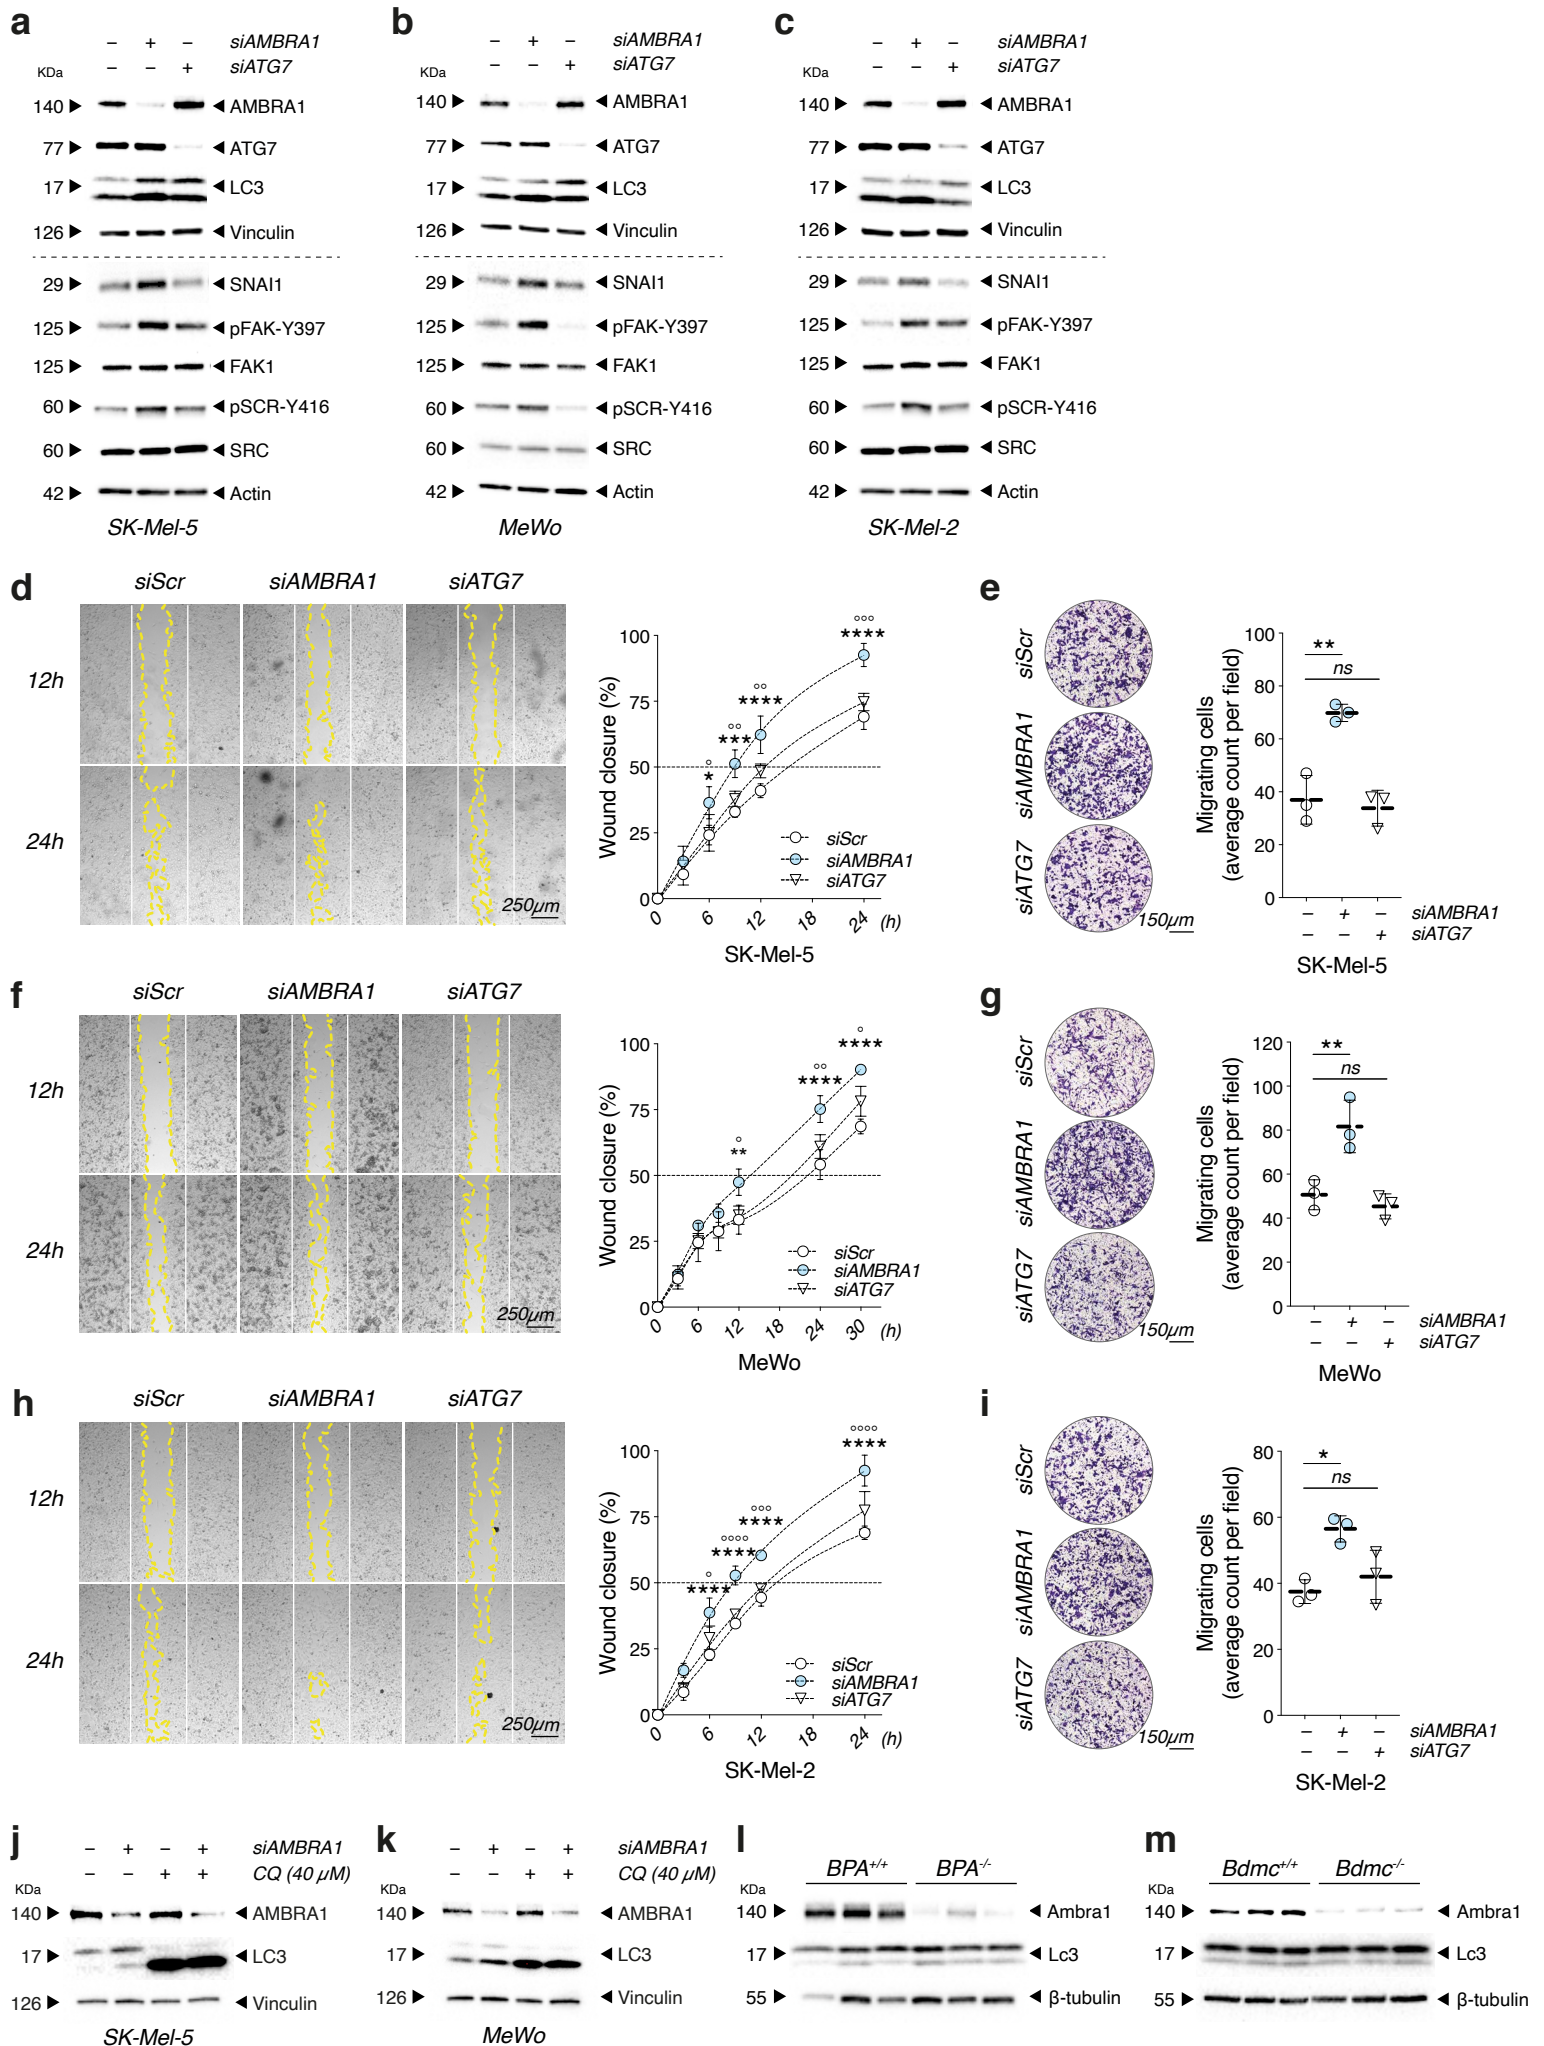 a
– + – siAMBRA1
– – + siATG7
KDa
140 AMBRA1
77 ATG7
17 LC3
126 Vinculin
29 SNAI1
125 pFAK-Y397
125 FAK1
60 pSCR-Y416
60 SRC
42 Actin
SK-Mel-5
b
– + – siAMBRA1
– – + siATG7
KDa
140 AMBRA1
77 ATG7
17 LC3
126 Vinculin
29 SNAI1
125 pFAK-Y397
125 FAK1
60 pSCR-Y416
60 SRC
42 Actin
MeWo
c
– + – siAMBRA1
– – + siATG7
KDa
140 AMBRA1
77 ATG7
17 LC3
126 Vinculin
29 SNAI1
125 pFAK-Y397
125 FAK1
60 pSCR-Y416
60 SRC
42 Actin
SK-Mel-2
d
siScr siAMBRA1 siATG7
12h
24h
250µm
Wound closure (%)
100
75
50
25
0
°°°
****
°°
****
°°
***
°
*
siScr
siAMBRA1
siATG7
0 6 12 18 24 (h)
SK-Mel-5
e
siScr
siAMBRA1
siATG7
150µm
Migrating cells
(average count per field)
100
80
60
40
20
0
**
ns
– + – siAMBRA1
– – + siATG7
SK-Mel-5
f
siScr siAMBRA1 siATG7
12h
24h
250µm
Wound closure (%)
100
75
50
25
0
°
****
°°
****
°
**
siScr
siAMBRA1
siATG7
0 6 12 18 24 30 (h)
MeWo
g
siScr
siAMBRA1
siATG7
150µm
Migrating cells
(average count per field)
120
100
80
60
40
20
0
**
ns
– + – siAMBRA1
– – + siATG7
MeWo
h
siScr siAMBRA1 siATG7
12h
24h
250µm
Wound closure (%)
100
75
50
25
0
°°°°
****
°°°
****
°°°°
****
°
****
siScr
siAMBRA1
siATG7
0 6 12 18 24 (h)
SK-Mel-2
i
siScr
siAMBRA1
siATG7
150µm
Migrating cells
(average count per field)
80
60
40
20
0
*
ns
– + – siAMBRA1
– – + siATG7
SK-Mel-2
j
– + – + siAMBRA1
– – + + CQ (40 µM)
KDa
140 AMBRA1
17 LC3
126 Vinculin
SK-Mel-5
k
– + – + siAMBRA1
– – + + CQ (40 µM)
KDa
140 AMBRA1
17 LC3
126 Vinculin
MeWo
l
BPA+/+ BPA-/-
KDa
140 Ambra1
17 Lc3
55 β-tubulin
m
Bdmc+/+ Bdmc-/-
KDa
140 Ambra1
17 Lc3
55 β-tubulin